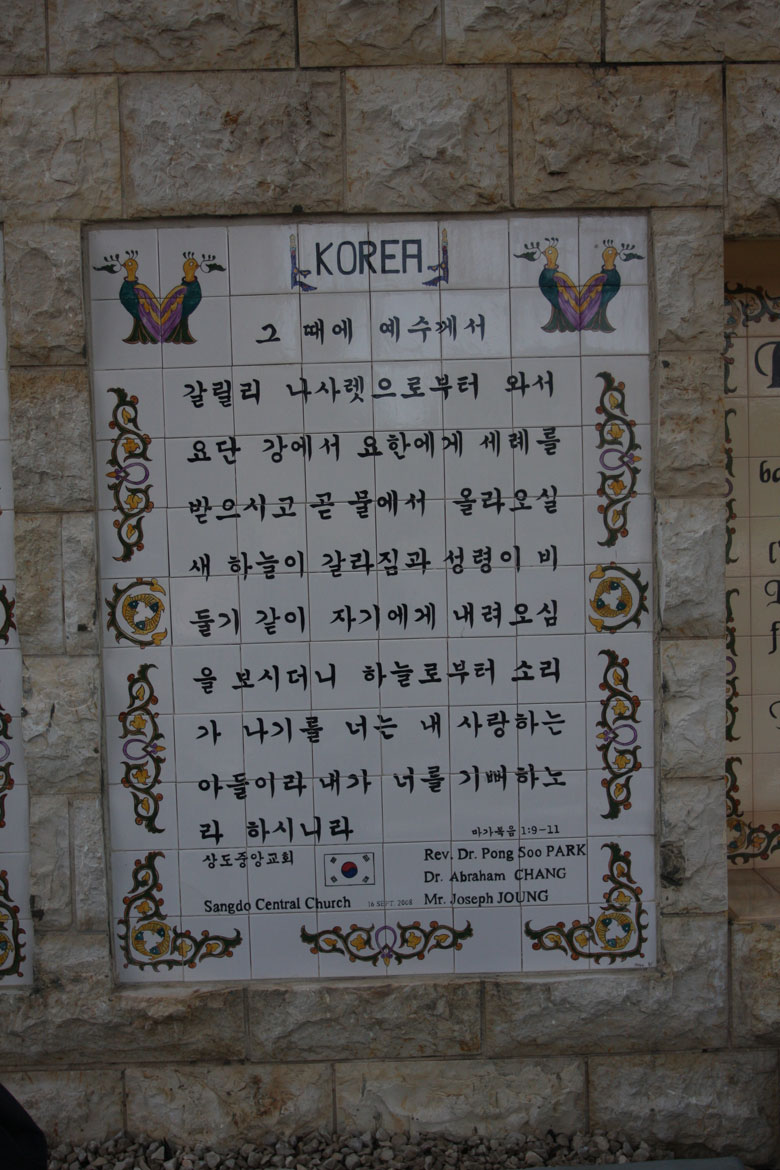 KOREA
그 때에 예수께서
갈릴리 나사렛으로부터 와서
요단 강에서 요한에게 세례를
받으시고 곧 물에서 올라오실
새 하늘이 갈라짐과 성령이 비
들기 같이 자기에게 내려오심
을 보시더니 하늘로부터 소리
가 나기를 너는 내 사랑하는
아들이라 내가 너를 기뻐하노
라 하시니라
마가복음 1:9-11
상도중앙교회
Sangdo Central Church
16 SEPT. 2008
Rev. Dr. Pong Soo PARK
Dr. Abraham CHANG
Mr. Joseph JOUNG
ba